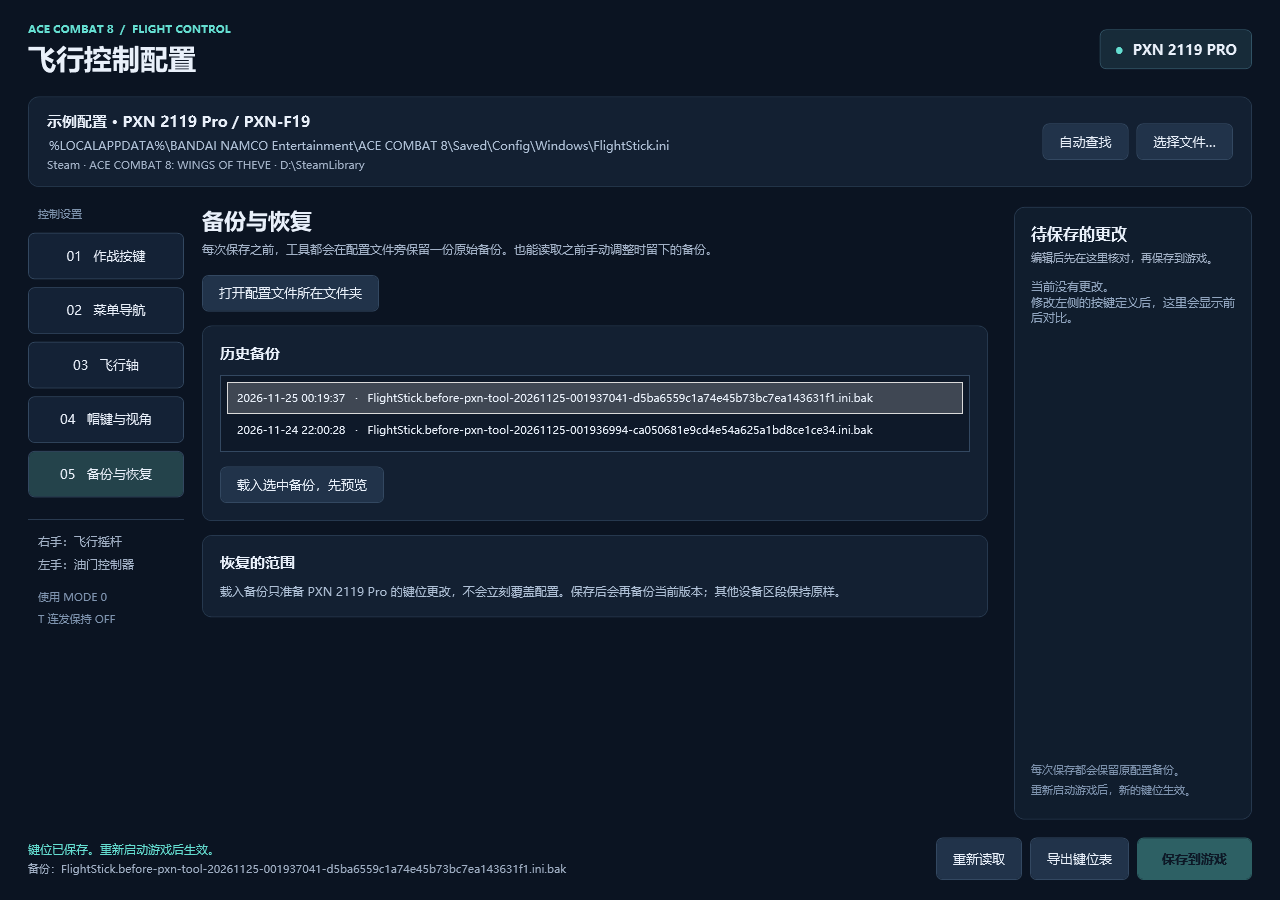 ACE COMBAT 8 / FLIGHT CONTROL
飞行控制配置
PXN 2119 PRO
示例配置 • PXN 2119 Pro / PXN-F19
%LOCALAPPDATA%\BANDAI NAMCO Entertainment\ACE COMBAT 8\Saved\Config\Windows\FlightStick.ini
Steam · ACE COMBAT 8: WINGS OF THEVE · D:\SteamLibrary
自动查找
选择文件...
控制设置
01 作战按键
02 菜单导航
03 飞行轴
04 帽键与视角
05 备份与恢复
右手：飞行摇杆
左手：油门控制器
使用 MODE 0
T 连发保持 OFF
备份与恢复
每次保存之前，工具都会在配置文件旁保留一份原始备份。也能读取之前手动调整时留下的备份。
打开配置文件所在文件夹
历史备份
2026-11-25 00:19:37 · FlightStick.before-pxn-tool-20261125-001937041-d5ba6559c1a74e45b73bc7ea143631f1.ini.bak
2026-11-24 22:00:28 · FlightStick.before-pxn-tool-20261125-001936994-ca050681e9cd4e54a625a1bd8ce1ce34.ini.bak
载入选中备份，先预览
恢复的范围
载入备份只准备 PXN 2119 Pro 的键位更改，不会立刻覆盖配置。保存后会再备份当前版本；其他设备区段保持原样。
待保存的更改
编辑后先在这里核对，再保存到游戏。
当前没有更改。
修改左侧的按键定义后，这里会显示前
后对比。
每次保存都会保留原配置备份。
重新启动游戏后，新的键位生效。
键位已保存。重新启动游戏后生效。
备份：FlightStick.before-pxn-tool-20261125-001937041-d5ba6559c1a74e45b73bc7ea143631f1.ini.bak
重新读取
导出键位表
保存到游戏